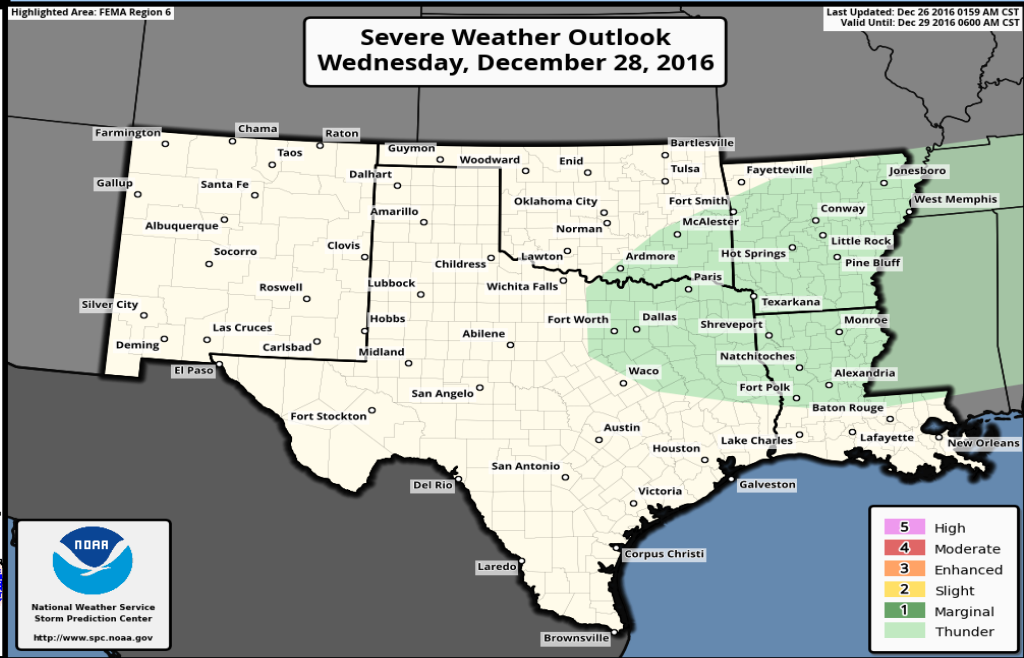 Highlighted Area: FEMA Region 6
Last Updated: Dec 26 2016 0159 AM CST
Valid Until: Dec 29 2016 0600 AM CST
Severe Weather Outlook
Wednesday, December 28, 2016
Farmington
Chama
Raton
Taos
Guymon
Woodward
Enid
Bartlesville
Tulsa
Fayetteville
Jonesboro
Gallup
Santa Fe
Dalhart
Oklahoma City
Fort Smith
West Memphis
Albuquerque
Amarillo
Norman
McAlester
Conway
Socorro
Clovis
Childress
Lawton
Ardmore
Hot Springs
Little Rock
Pine Bluff
Roswell
Lubbock
Wichita Falls
Paris
Texarkana
Silver City
Las Cruces
Hobbs
Abilene
Fort Worth
Dallas
Shreveport
Monroe
Deming
Carlsbad
Midland
Natchitoches
El Paso
San Angelo
Waco
Fort Polk
Alexandria
Fort Stockton
Austin
Baton Rouge
Houston
Lake Charles
Lafayette
New Orleans
Del Rio
San Antonio
Galveston
Victoria
Corpus Christi
Laredo
Brownsville
NOAA
National Weather Service
Storm Prediction Center
http://www.spc.noaa.gov
5 High
4 Moderate
3 Enhanced
2 Slight
1 Marginal
Thunder